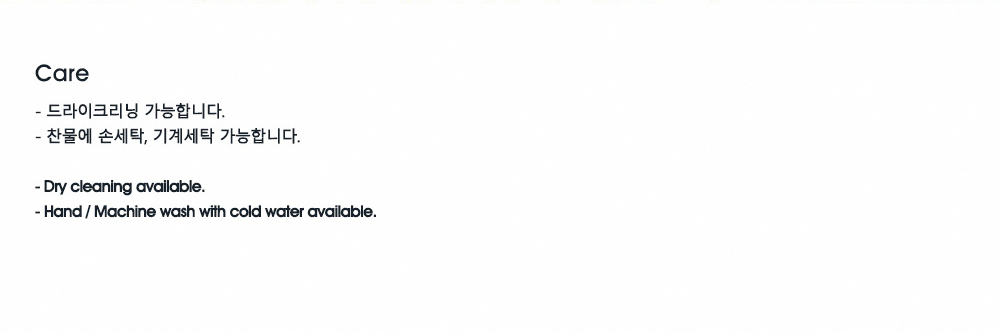 Care
- 드라이크리닝 가능합니다.
- 찬물에 손세탁, 기계세탁 가능합니다.
- Dry cleaning available.
- Hand / Machine wash with cold water available.